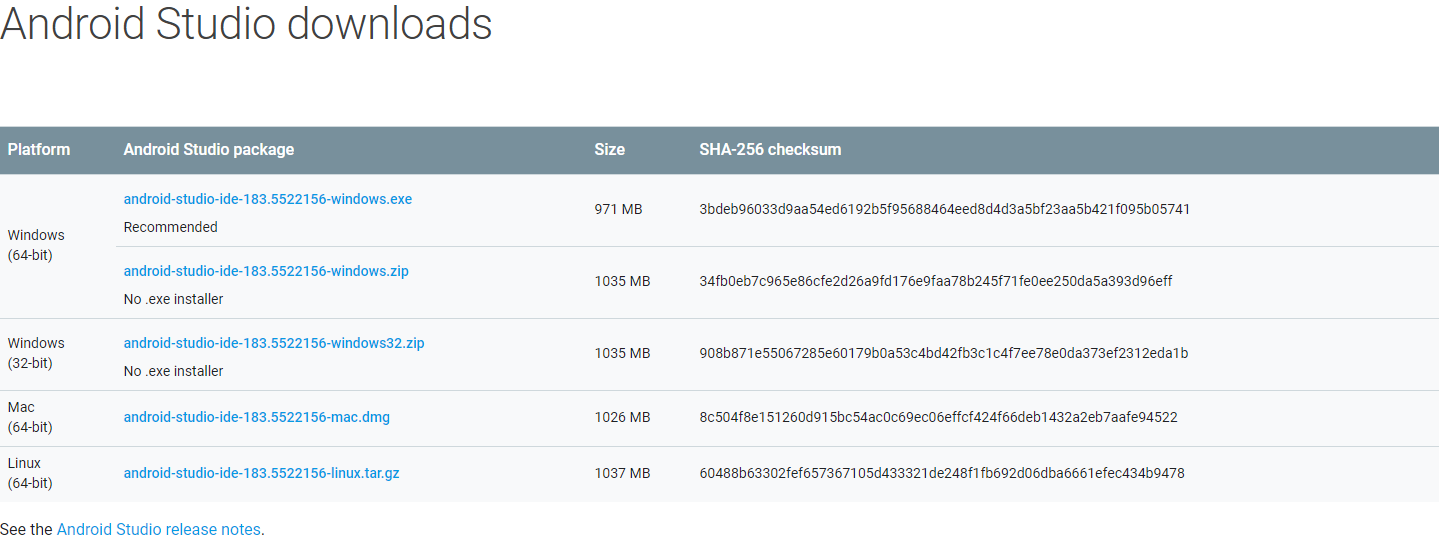 Android Studio downloads
Platform Android Studio package Size SHA-256 checksum
Windows
(64-bit)
android-studio-ide-183.5522156-windows.exe
Recommended
971 MB
3bdeb96033d9aa54ed6192b5f95688464eed8d4d3a5bf23aa5b421f095b05741
android-studio-ide-183.5522156-windows.zip
No .exe installer
1035 MB
34fb0eb7c965e86cfe2d26a9fd176e9faa78b245f71fe0ee250da5a393d96eff
Windows
(32-bit)
android-studio-ide-183.5522156-windows32.zip
No .exe installer
1035 MB
908b871e55067285e60179b0a53c4bd42fb3c1c4f7ee78e0da373ef2312eda1b
Mac
(64-bit)
android-studio-ide-183.5522156-mac.dmg
1026 MB
8c504f8e151260d915bc54ac0c69ec06effcf424f66deb1432a2eb7aafe94522
Linux
(64-bit)
android-studio-ide-183.5522156-linux.tar.gz
1037 MB
60488b63302fef657367105d433321de248f1fb692d06dba6661efec434b9478
See the Android Studio release notes.